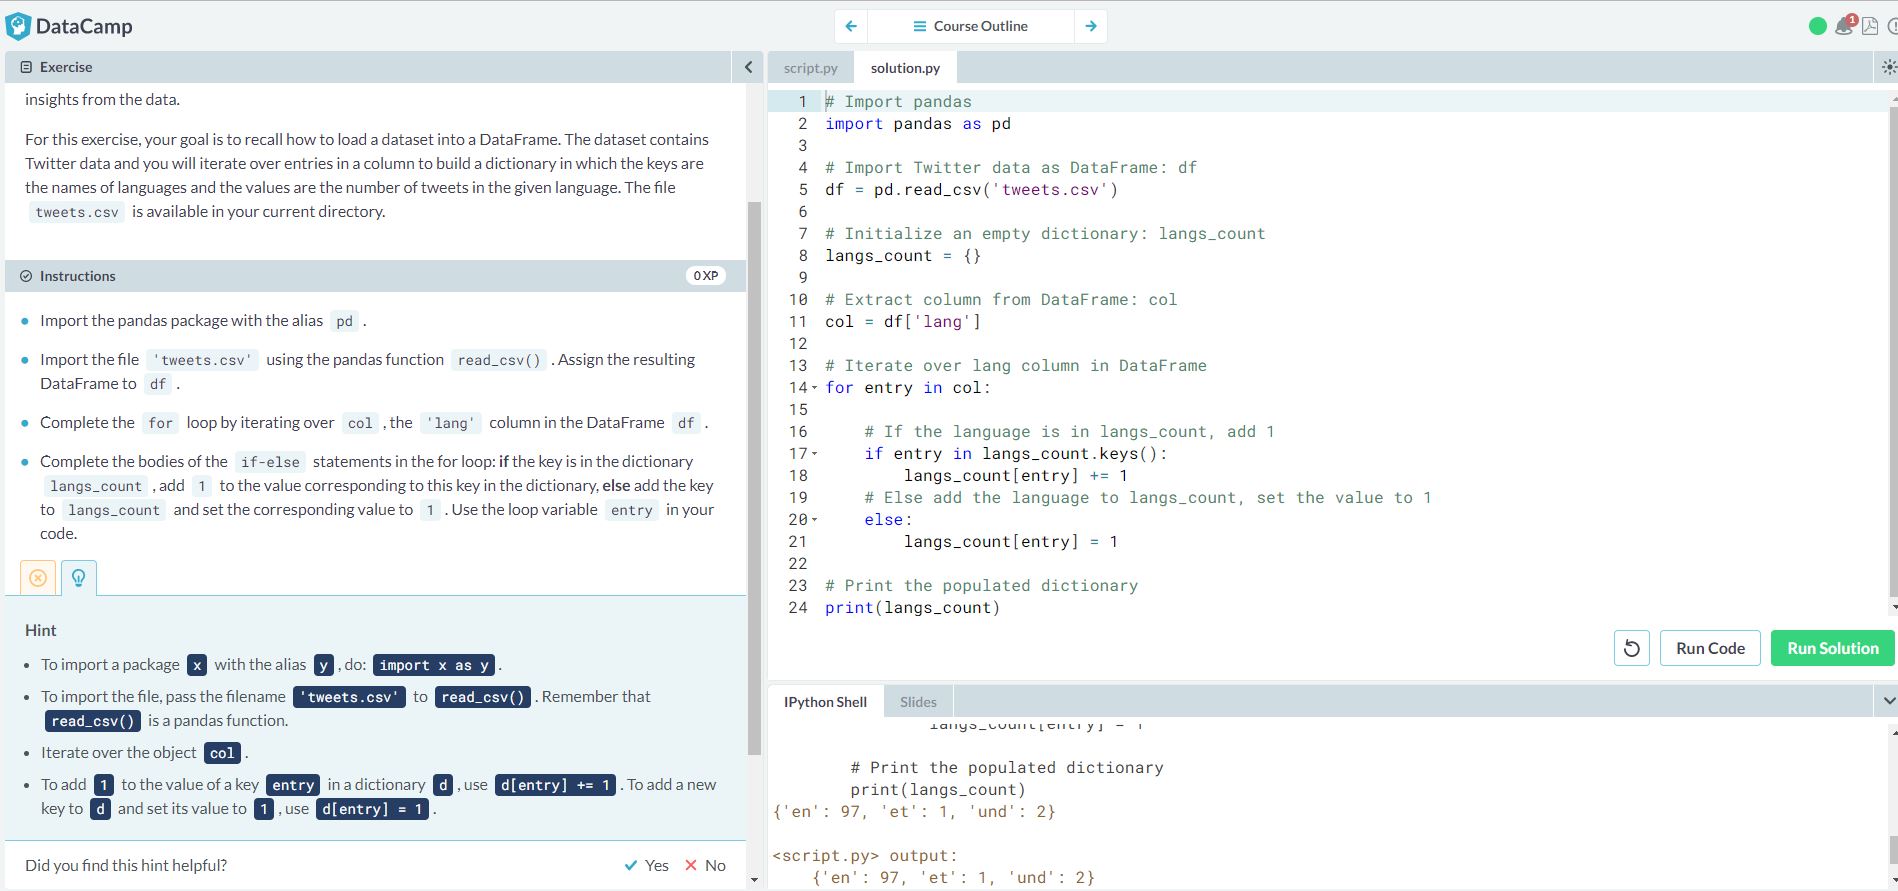 DataCamp
Course Outline
1
Exercise
insights from the data.
For this exercise, your goal is to recall how to load a dataset into a DataFrame. The dataset contains
Twitter data and you will iterate over entries in a column to build a dictionary in which the keys are
the names of languages and the values are the number of tweets in the given language. The file
tweets.csv is available in your current directory.
Instructions
0 XP
Import the pandas package with the alias pd .
Import the file 'tweets.csv' using the pandas function read_csv() . Assign the resulting
DataFrame to df .
Complete the for loop by iterating over col , the 'lang' column in the DataFrame df .
Complete the bodies of the if-else statements in the for loop: if the key is in the dictionary
langs_count , add 1 to the value corresponding to this key in the dictionary, else add the key
to langs_count and set the corresponding value to 1 . Use the loop variable entry in your
code.
Hint
To import a package x with the alias y , do: import x as y .
To import the file, pass the filename 'tweets.csv' to read_csv() . Remember that
read_csv() is a pandas function.
Iterate over the object col .
To add 1 to the value of a key entry in a dictionary d , use d[entry] += 1 . To add a new
key to d and set its value to 1 , use d[entry] = 1 .
Did you find this hint helpful?
Yes
No
script.py
solution.py
1 # Import pandas
2 import pandas as pd
3
4 # Import Twitter data as DataFrame: df
5 df = pd.read_csv('tweets.csv')
6
7 # Initialize an empty dictionary: langs_count
8 langs_count = {}
9
10 # Extract column from DataFrame: col
11 col = df['lang']
12
13 # Iterate over lang column in DataFrame
14 for entry in col:
15
16 # If the language is in langs_count, add 1
17 if entry in langs_count.keys():
18 langs_count[entry] += 1
19 # Else add the language to langs_count, set the value to 1
20 else:
21 langs_count[entry] = 1
22
23 # Print the populated dictionary
24 print(langs_count)
Run Code
Run Solution
IPython Shell
Slides
langs_count[entry] = 1
# Print the populated dictionary
print(langs_count)
{'en': 97, 'et': 1, 'und': 2}
<script.py> output:
{'en': 97, 'et': 1, 'und': 2}